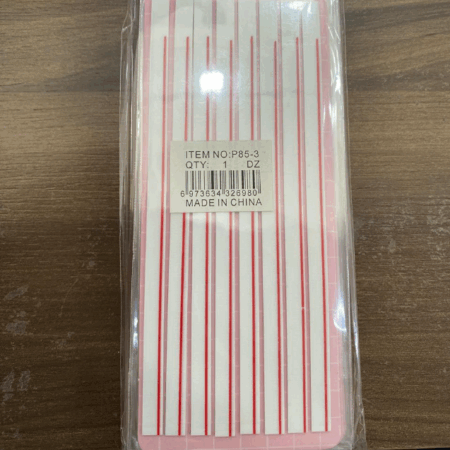 ITEM NO:P85-3
QTY: 1 DZ
6 973634 326980
MADE IN CHINA